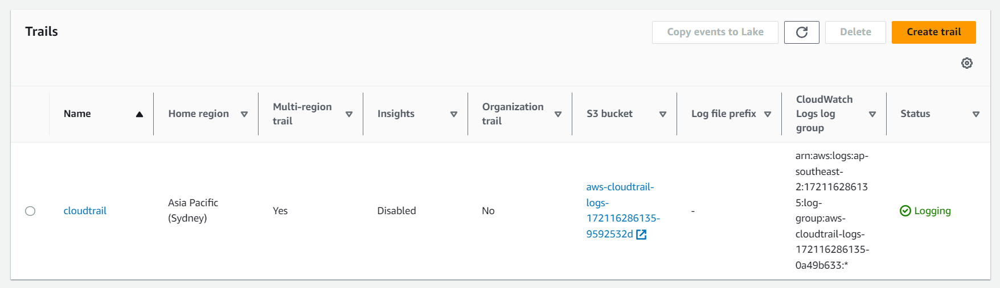 Trails
Copy events to Lake
Delete
Create trail
Name
Home region
Multi-region
trail
Insights
Organization
trail
S3 bucket
Log file prefix
CloudWatch
Logs log
group
Status
cloudtrail
Asia Pacific
(Sydney)
Yes
Disabled
No
aws-cloudtrail-
logs-
172116286135-
9592532d
-
arn:aws:logs:ap-
southeast-
2:17211628613
5:log-
group:aws-
cloudtrail-logs-
172116286135-
0a49b633:*
Logging